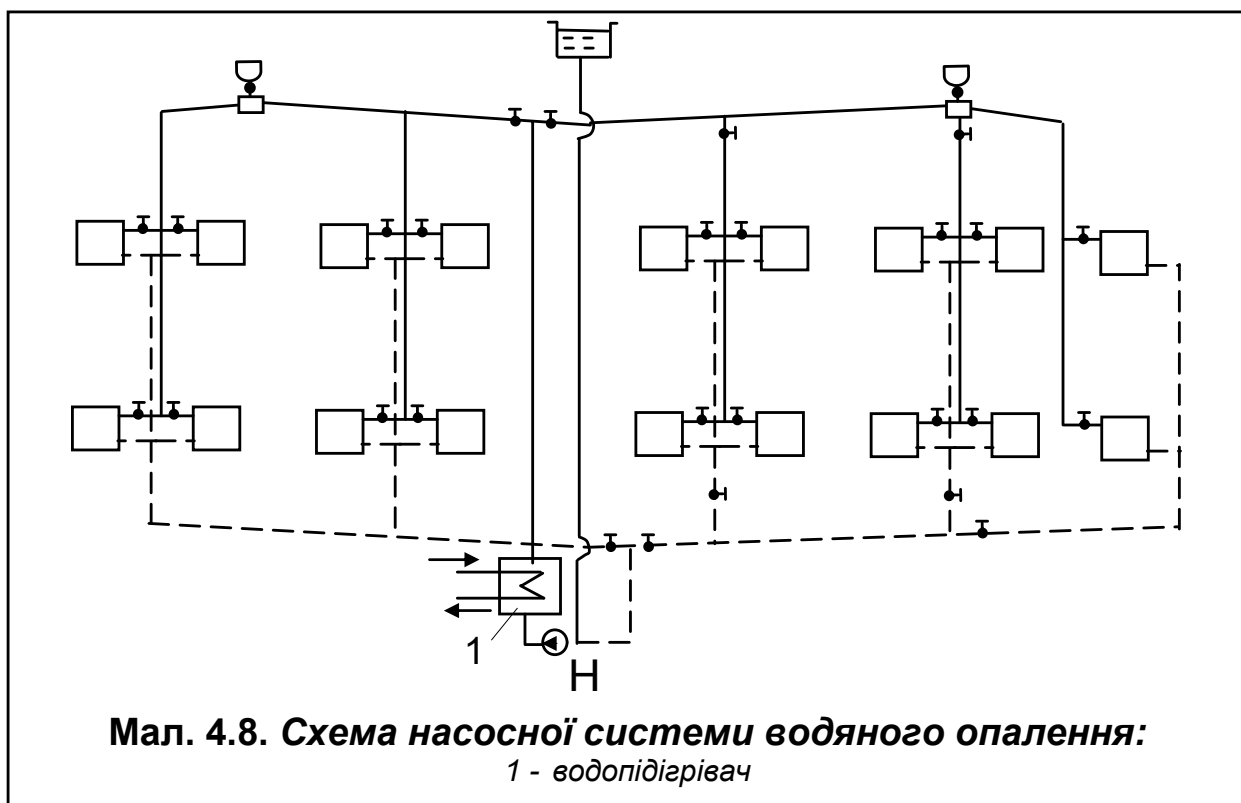 1
Н
Мал. 4.8. Схема насосної системи водяного опалення:
1 - водопідігрівач